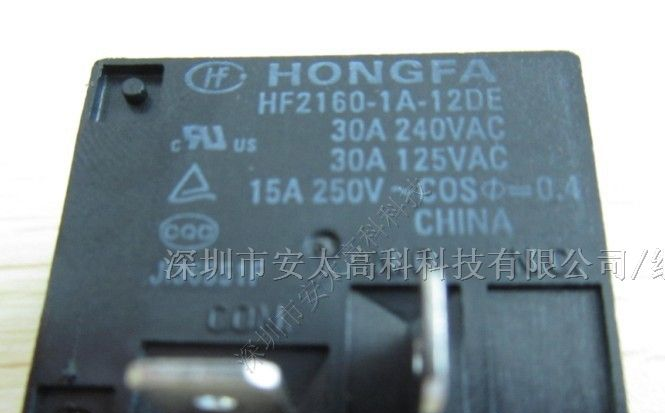 HF HONGFA
HF2160-1A-12DE
c UR US 30A 240VAC
30A 125VAC
15A 250V ~ COSΦ=0.4
CQC CHINA
深圳市安太高科科技有限公司/
COM
深圳市安太高科科技